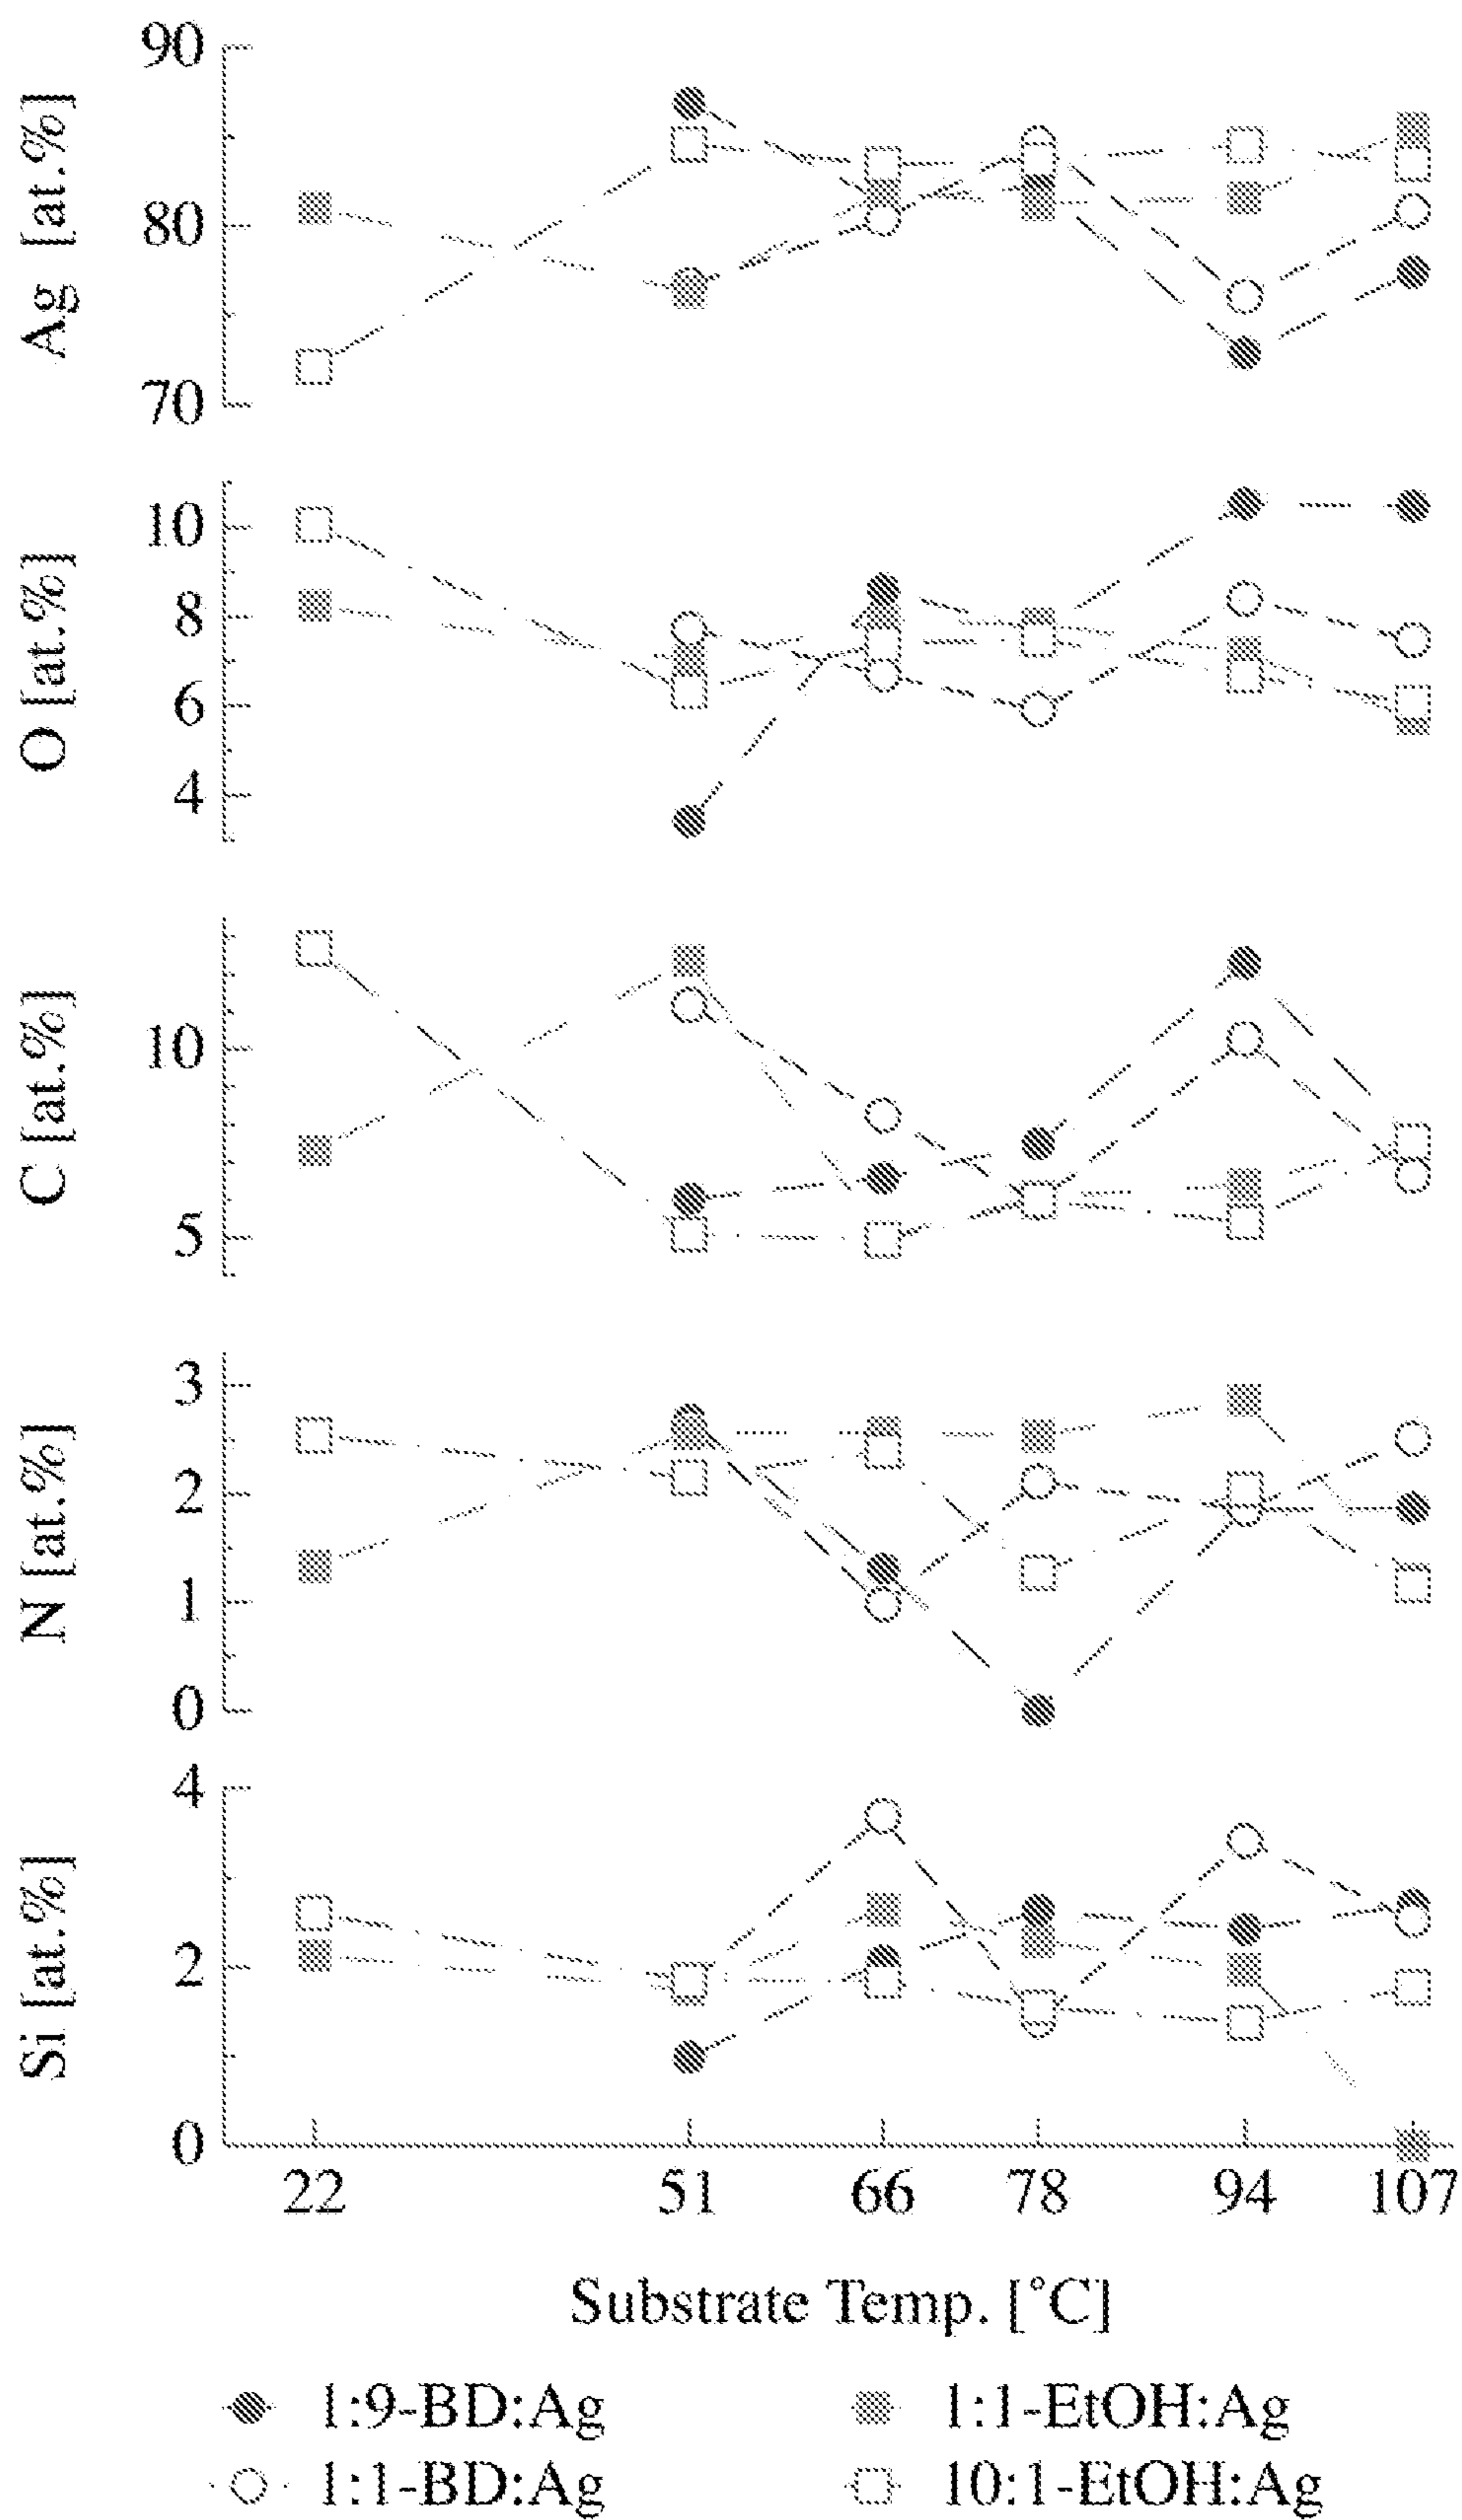 Ag [at.%]
90
80
70
O [at.%]
10
8
6
4
C [at.%]
10
5
N [at.%]
3
2
1
0
Si [at.%]
4
2
0
22 51 66 78 94 107
Substrate Temp. [°C]
1:9-BD:Ag 1:1-EtOH:Ag
1:1-BD:Ag 10:1-EtOH:Ag